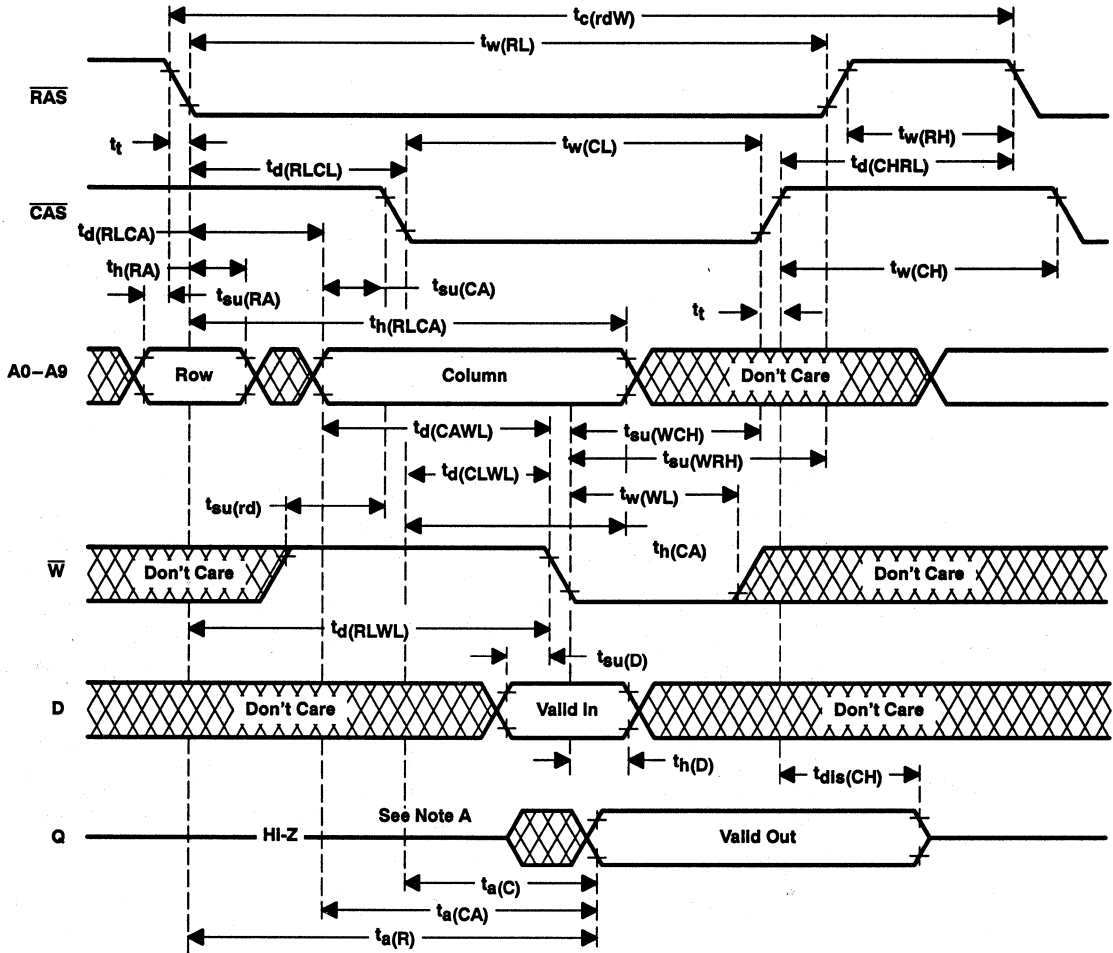 tc(rdW)
tw(RL)
RAS
tt
tw(CL)
tw(RH)
td(RLCL)
td(CHRL)
CAS
td(RLCA)
th(RA)
tsu(RA)
tsu(CA)
tw(CH)
th(RLCA)
tt
A0–A9
Row
Column
Don't Care
td(CAWL)
tsu(WCH)
tsu(WRH)
td(CLWL)
tsu(rd)
tw(WL)
th(CA)
W
Don't Care
Don't Care
td(RLWL)
tsu(D)
D
Don't Care
Valid In
Don't Care
th(D)
tdis(CH)
See Note A
Q
Hi-Z
Valid Out
ta(C)
ta(CA)
ta(R)